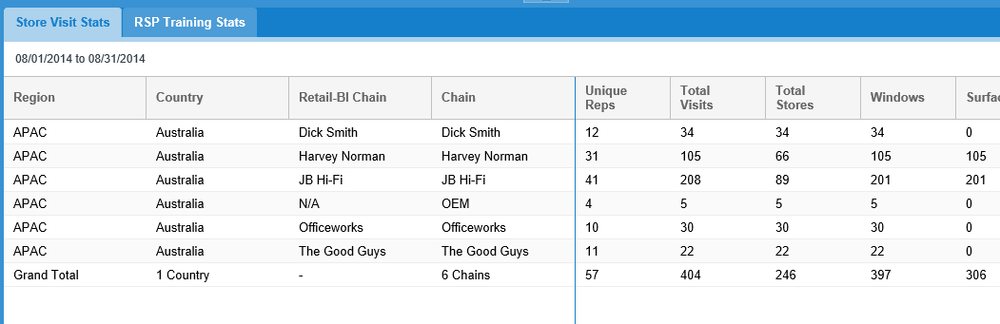 Store Visit Stats RSP Training Stats
08/01/2014 to 08/31/2014
Region Country Retail-BI Chain Chain Unique Reps Total Visits Total Stores Windows Surfac
APAC Australia Dick Smith Dick Smith 12 34 34 34 0
APAC Australia Harvey Norman Harvey Norman 31 105 66 105 105
APAC Australia JB Hi-Fi JB Hi-Fi 41 208 89 201 201
APAC Australia N/A OEM 4 5 5 5 0
APAC Australia Officeworks Officeworks 10 30 30 30 0
APAC Australia The Good Guys The Good Guys 11 22 22 22 0
Grand Total 1 Country - 6 Chains 57 404 246 397 306